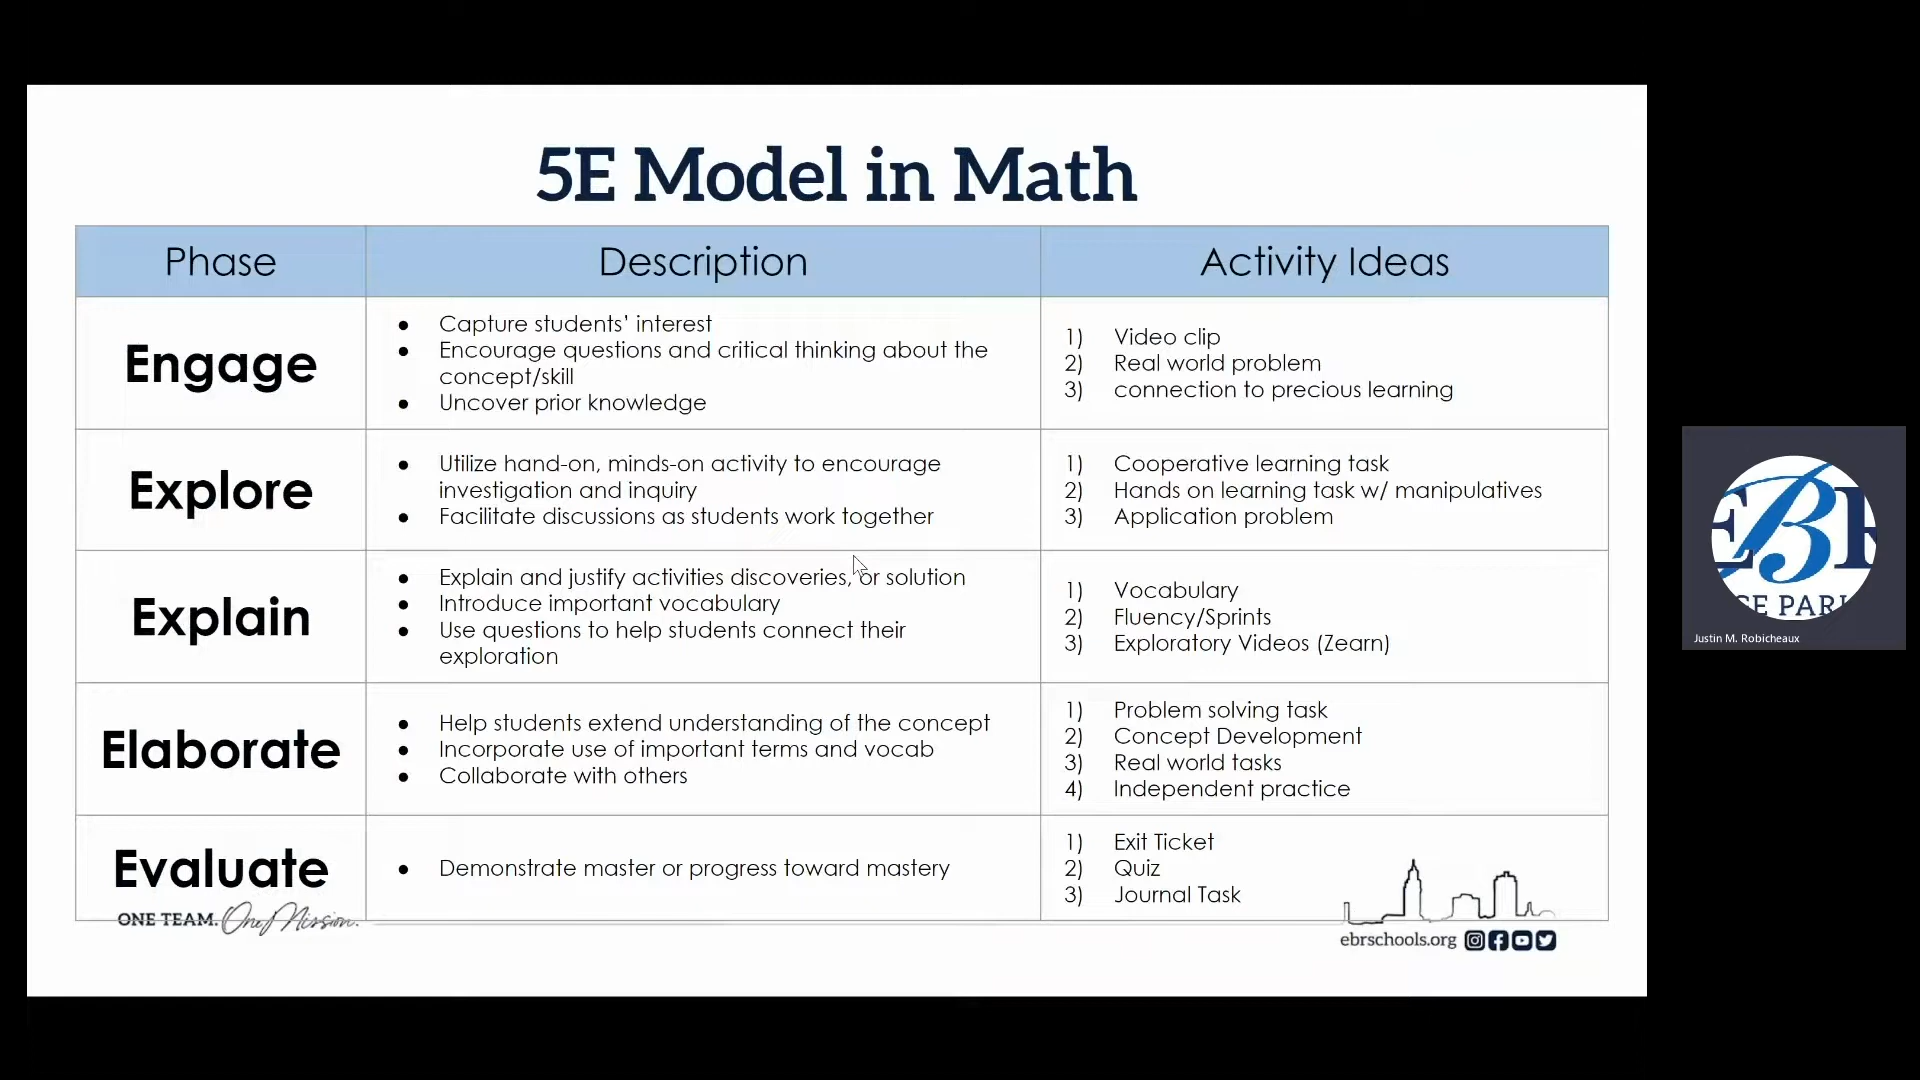 5E Model in Math
Phase
Description
Activity Ideas
Engage
● Capture students’ interest
● Encourage questions and critical thinking about the
concept/skill
● Uncover prior knowledge
1) Video clip
2) Real world problem
3) connection to precious learning
Explore
● Utilize hand-on, minds-on activity to encourage
investigation and inquiry
● Facilitate discussions as students work together
1) Cooperative learning task
2) Hands on learning task w/ manipulatives
3) Application problem
Explain
● Explain and justify activities discoveries, or solution
● Introduce important vocabulary
● Use questions to help students connect their
exploration
1) Vocabulary
2) Fluency/Sprints
3) Exploratory Videos (Zearn)
Elaborate
● Help students extend understanding of the concept
● Incorporate use of important terms and vocab
● Collaborate with others
1) Problem solving task
2) Concept Development
3) Real world tasks
4) Independent practice
Evaluate
● Demonstrate master or progress toward mastery
1) Exit Ticket
2) Quiz
3) Journal Task
ONE TEAM. One Mission.
ebrschools.org
EB
PAR
Justin M. Robicheaux